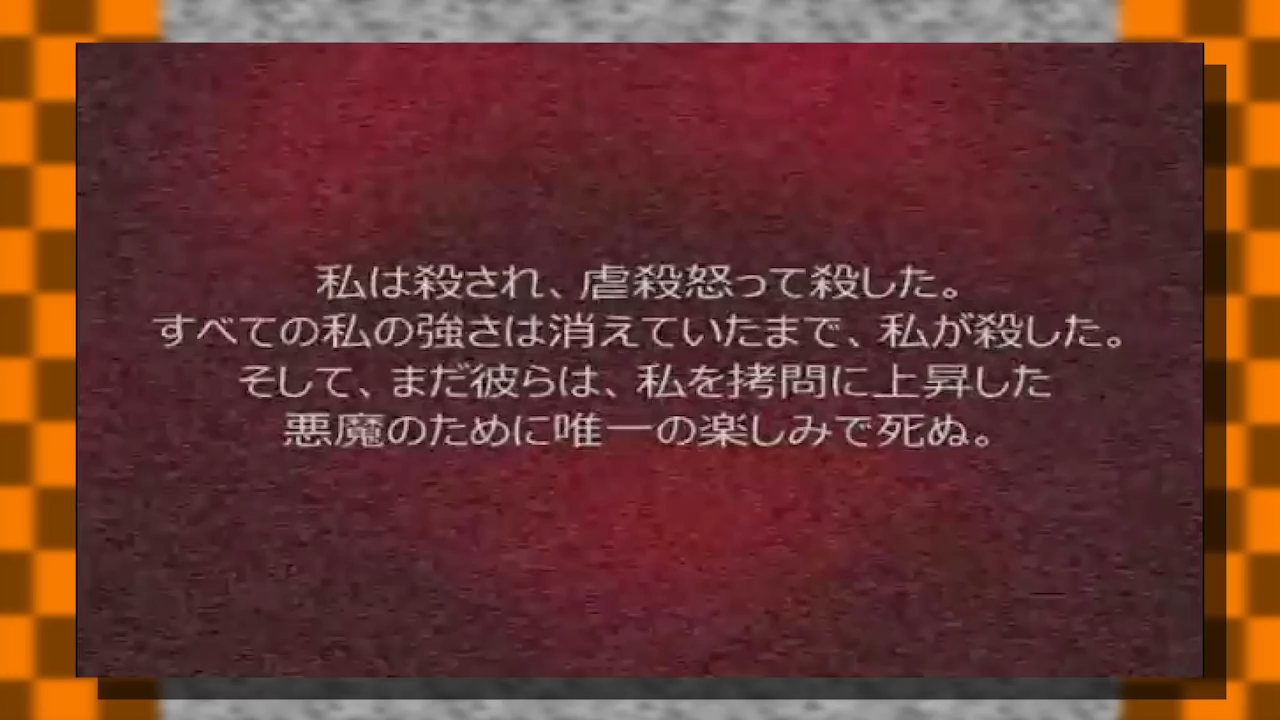 私は殺され、虐殺怒って殺した。
すべての私の強さは消えていたまで、私が殺した。
そして、まだ彼らは、私を拷問に上昇した
悪魔のために唯一の楽しみで死ぬ。